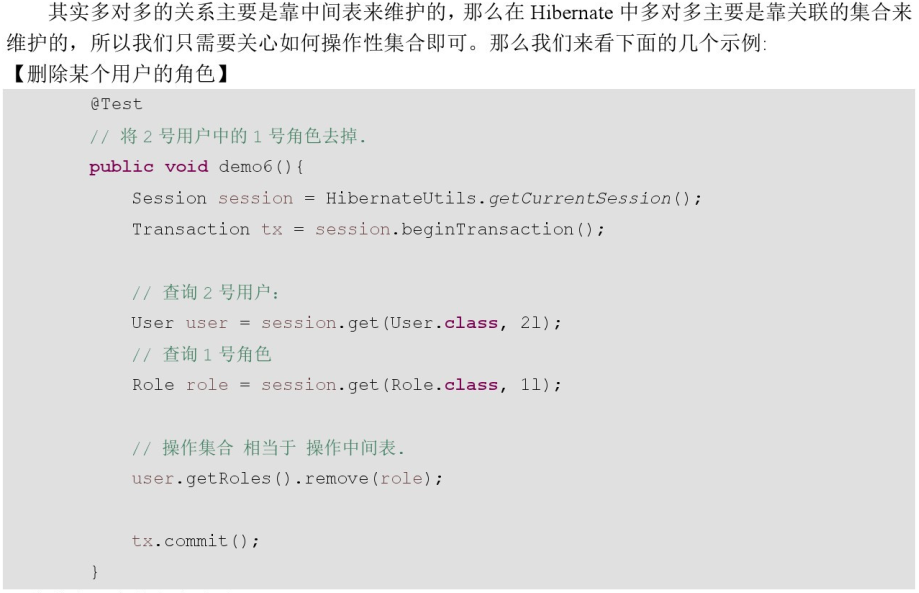 其实多对多的关系主要是靠中间表来维护的，那么在 Hibernate 中多对多主要是靠关联的集合来
维护的，所以我们只需要关心如何操作性集合即可。那么我们来看下面的几个示例:
【删除某个用户的角色】
@Test
// 将 2 号用户中的 1 号角色去掉.
public void demo6(){
Session session = HibernateUtils.getCurrentSession();
Transaction tx = session.beginTransaction();
// 查询 2 号用户:
User user = session.get(User.class, 2l);
// 查询 1 号角色
Role role = session.get(Role.class, 1l);
// 操作集合 相当于 操作中间表.
user.getRoles().remove(role);
tx.commit();
}